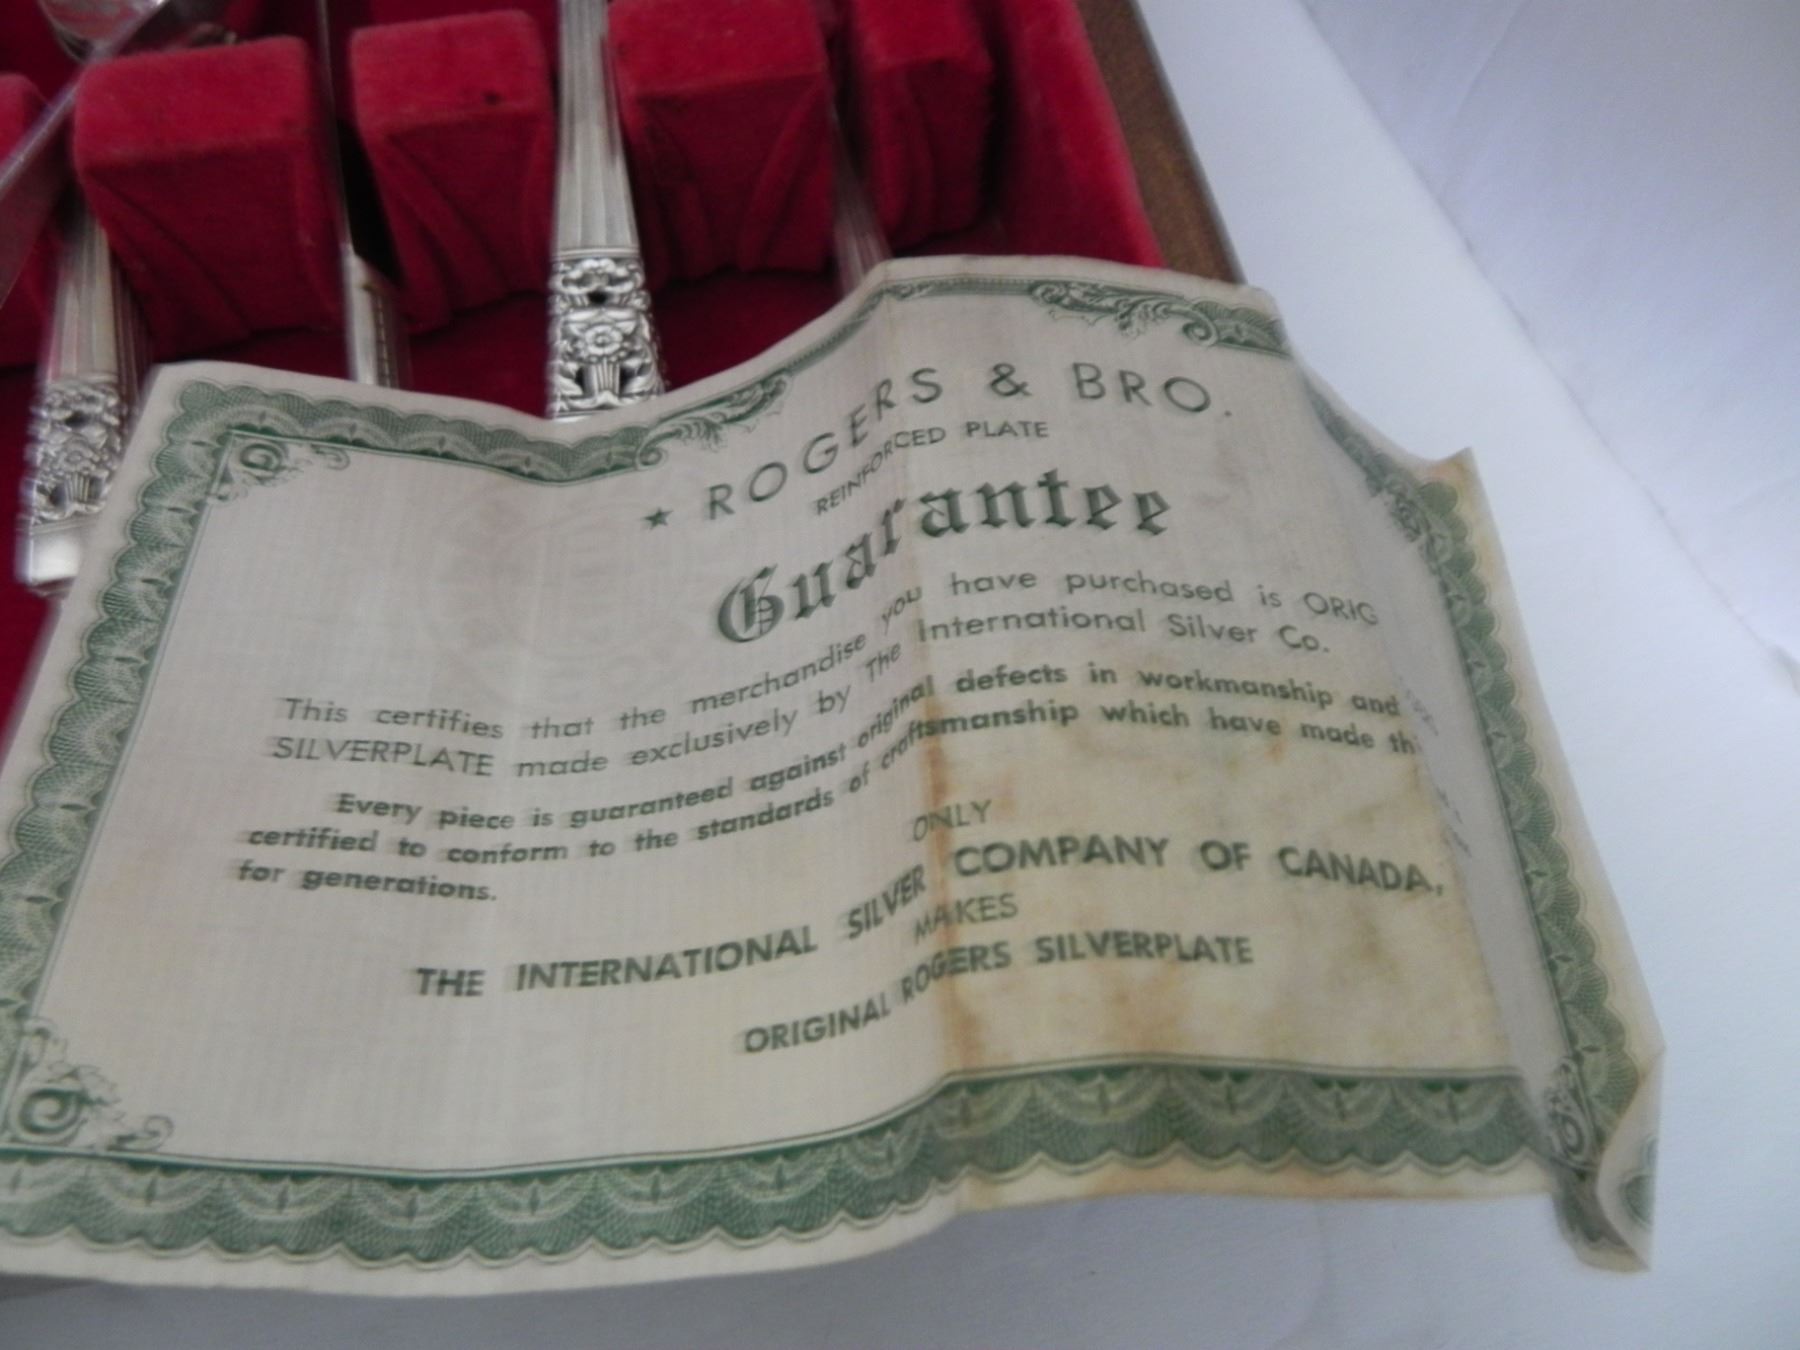 ★ ROGERS & BRO.
REINFORCED PLATE
Guarantee
This certifies that the merchandise you have purchased is ORIG
SILVERPLATE made exclusively by The International Silver Co.
Every piece is guaranteed against original defects in workmanship and
certified to conform to the standards of craftsmanship which have made
for generations.
ONLY
THE INTERNATIONAL SILVER COMPANY OF CANADA,
MAKES
ORIGINAL ROGERS SILVERPLATE